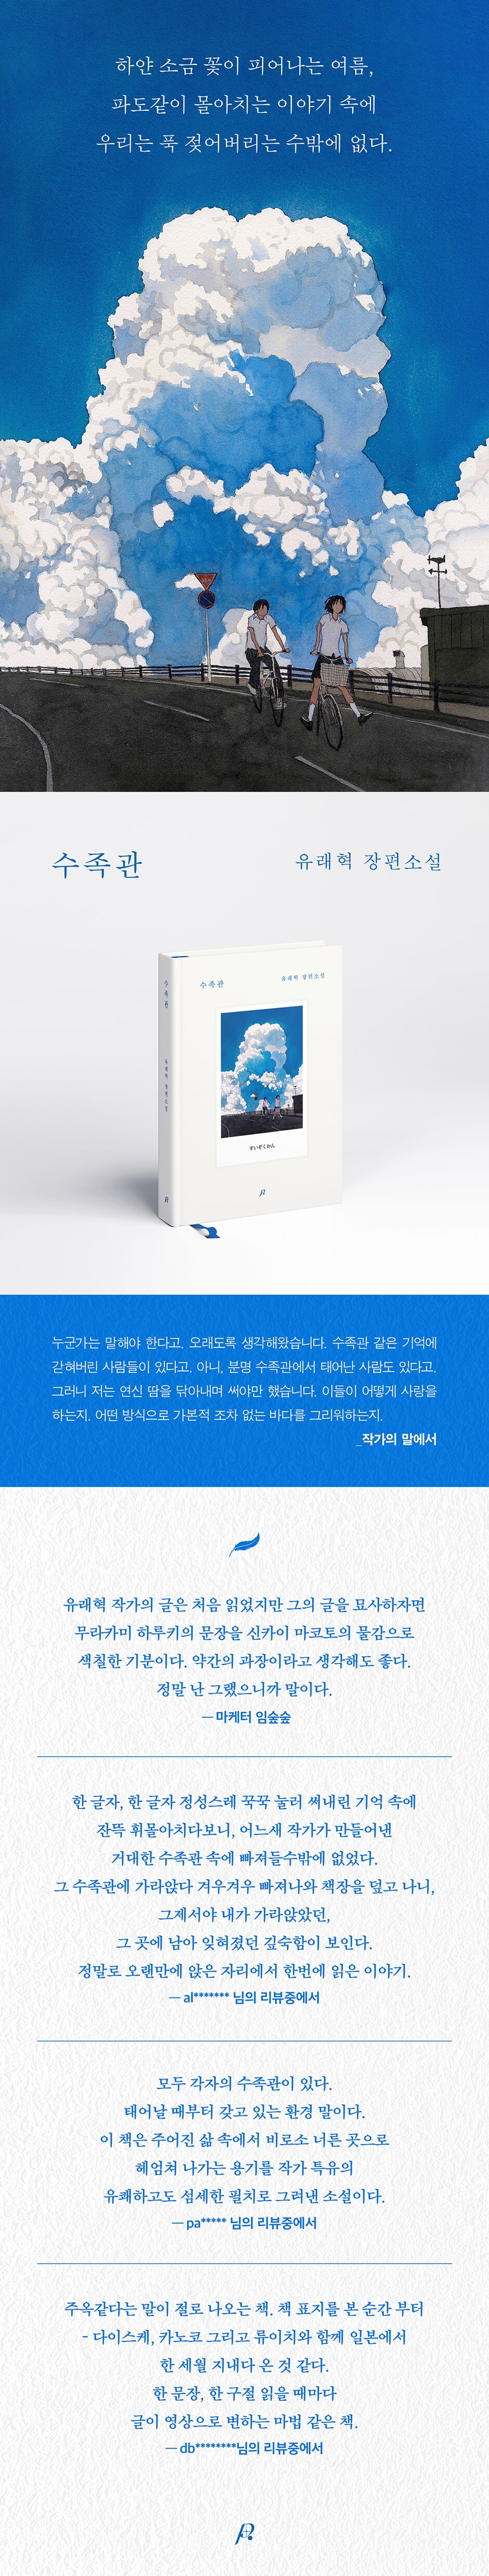 하얀 소금 꽃이 피어나는 여름,
파도같이 몰아치는 이야기 속에
우리는 푹 젖어버리는 수밖에 없다.
수족관
유래혁 장편소설
수족관
유래혁 장편소설
수족관
유래혁 장편소설
すいぞくかん
누군가는 말해야 한다고. 오래도록 생각해왔습니다. 수족관 같은 기억에
갇혀버린 사람들이 있다고. 아니, 분명 수족관에서 태어난 사람도 있다고.
그러니 저는 연신 땀을 닦아내며 써야만 했습니다. 이들이 어떻게 사랑을
하는지. 어떤 방식으로 가본적 조차 없는 바다를 그리워하는지.
_작가의 말에서
유래혁 작가의 글은 처음 읽었지만 그의 글을 묘사하자면
무라카미 하루키의 문장을 신카이 마코토의 물감으로
색칠한 기분이다. 약간의 과장이라고 생각해도 좋다.
정말 난 그랬으니까 말이다.
— 마케터 임숲숲
한 글자, 한 글자 정성스레 꾹꾹 눌러 써내린 기억 속에
잔뜩 휘몰아치다보니, 어느새 작가가 만들어낸
거대한 수족관 속에 빠져들수밖에 없었다.
그 수족관에 가라앉다 겨우겨우 빠져나와 책장을 덮고 나니,
그제서야 내가 가라앉았던,
그 곳에 남아 잊혀졌던 깊숙함이 보인다.
정말로 오랜만에 앉은 자리에서 한번에 읽은 이야기.
— al******* 님의 리뷰중에서
모두 각자의 수족관이 있다.
태어날 때부터 갖고 있는 환경 말이다.
이 책은 주어진 삶 속에서 비로소 너른 곳으로
헤엄쳐 나가는 용기를 작가 특유의
유쾌하고도 섬세한 필치로 그려낸 소설이다.
— pa***** 님의 리뷰중에서
주옥같다는 말이 절로 나오는 책. 책 표지를 본 순간 부터
- 다이스케, 카노코 그리고 류이치와 함께 일본에서
한 세월 지내다 온 것 같다.
한 문장, 한 구절 읽을 때마다
글이 영상으로 변하는 마법 같은 책.
— db********님의 리뷰중에서